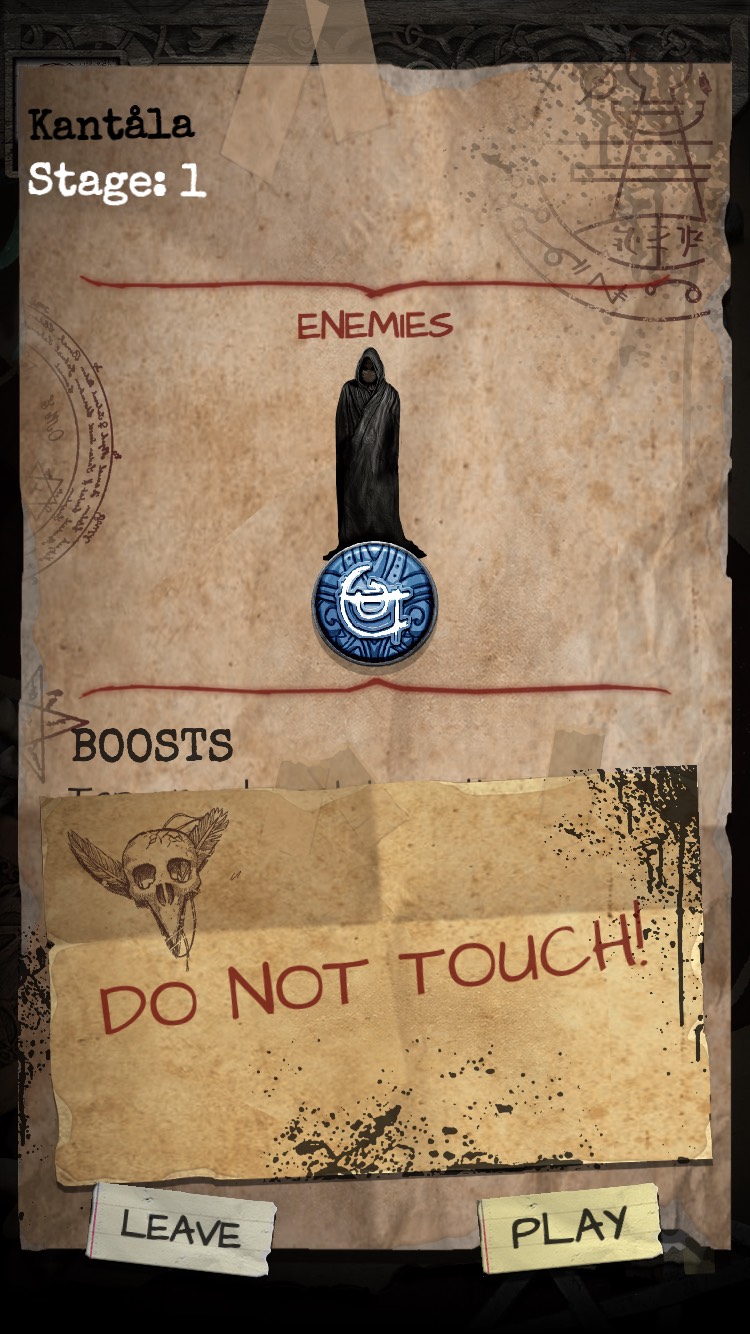 Kantåla
Stage: 1
ENEMIES
BOOSTS
DO NOT TOUCH!
LEAVE
PLAY